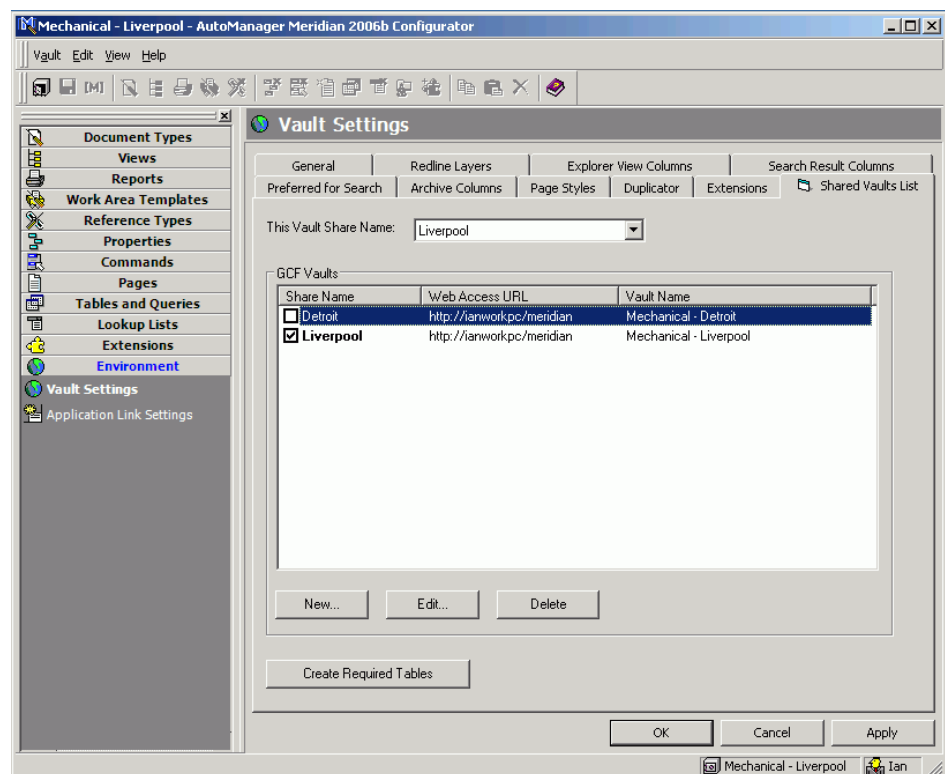 Mechanical - Liverpool - AutoManager Meridian 2006b Configurator
Vault Edit View Help
[M]
Document Types
Views
Reports
Work Area Templates
Reference Types
Properties
Commands
Pages
Tables and Queries
Lookup Lists
Extensions
Environment
Vault Settings
Application Link Settings
Vault Settings
General Redline Layers Explorer View Columns Search Result Columns
Preferred for Search Archive Columns Page Styles Duplicator Extensions Shared Vaults List
This Vault Share Name: Liverpool
GCF Vaults
Share Name Web Access URL Vault Name
Detroit http://ianworkpc/meridian Mechanical - Detroit
Liverpool http://ianworkpc/meridian Mechanical - Liverpool
New... Edit... Delete
Create Required Tables
OK Cancel Apply
Mechanical - Liverpool Ian